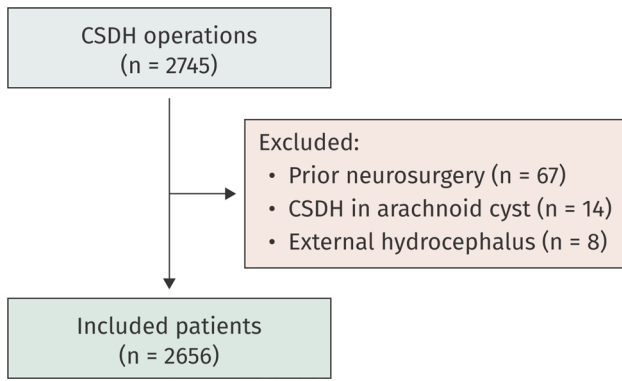 CSDH operations
(n = 2745)
Excluded:
• Prior neurosurgery (n = 67)
• CSDH in arachnoid cyst (n = 14)
• External hydrocephalus (n = 8)
Included patients
(n = 2656)